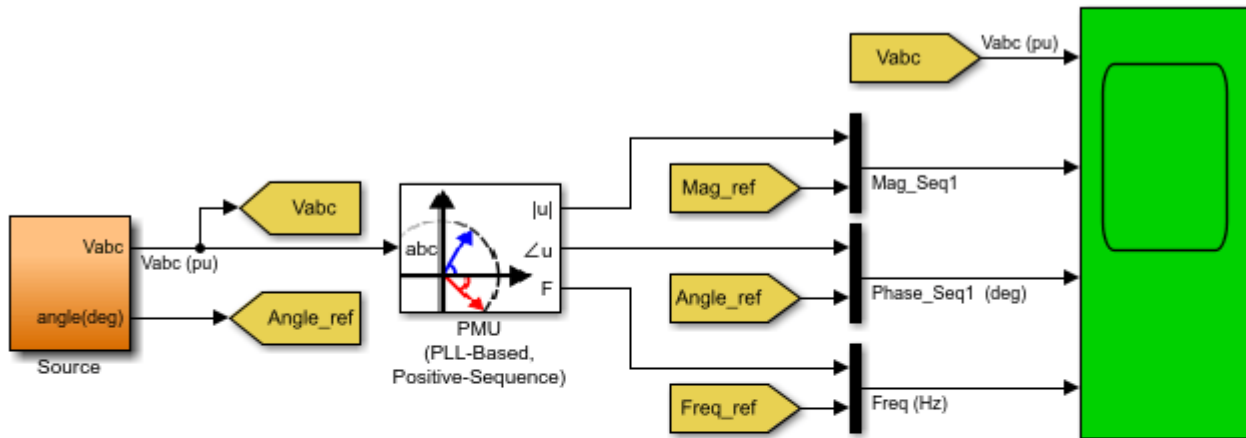 Vabc
Vabc (pu)
Vabc
|u|
Mag_ref
Mag_Seq1
Vabc
Vabc
abc
∠u
Vabc (pu)
F
Angle_ref
Phase_Seq1 (deg)
angle(deg)
Angle_ref
Source
PMU
(PLL-Based,
Positive-Sequence)
Freq_ref
Freq (Hz)